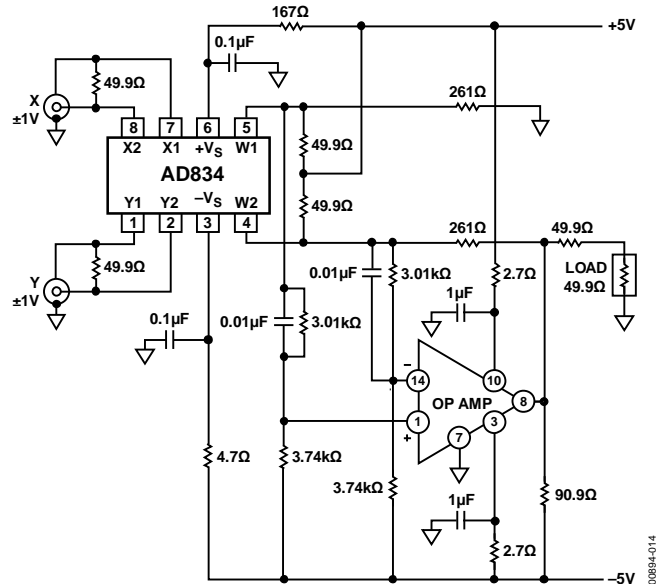 167Ω
+5V
0.1µF
X
±1V
49.9Ω
261Ω
8
7
6
5
X2
X1
+VS
W1
AD834
Y1
Y2
–VS
W2
1
2
3
4
49.9Ω
49.9Ω
261Ω
49.9Ω
Y
±1V
49.9Ω
0.01µF
3.01kΩ
2.7Ω
LOAD
49.9Ω
0.1µF
0.01µF
3.01kΩ
1µF
–
14
10
OP AMP
8
1
3
+
7
4.7Ω
3.74kΩ
3.74kΩ
1µF
90.9Ω
2.7Ω
–5V
00894-014